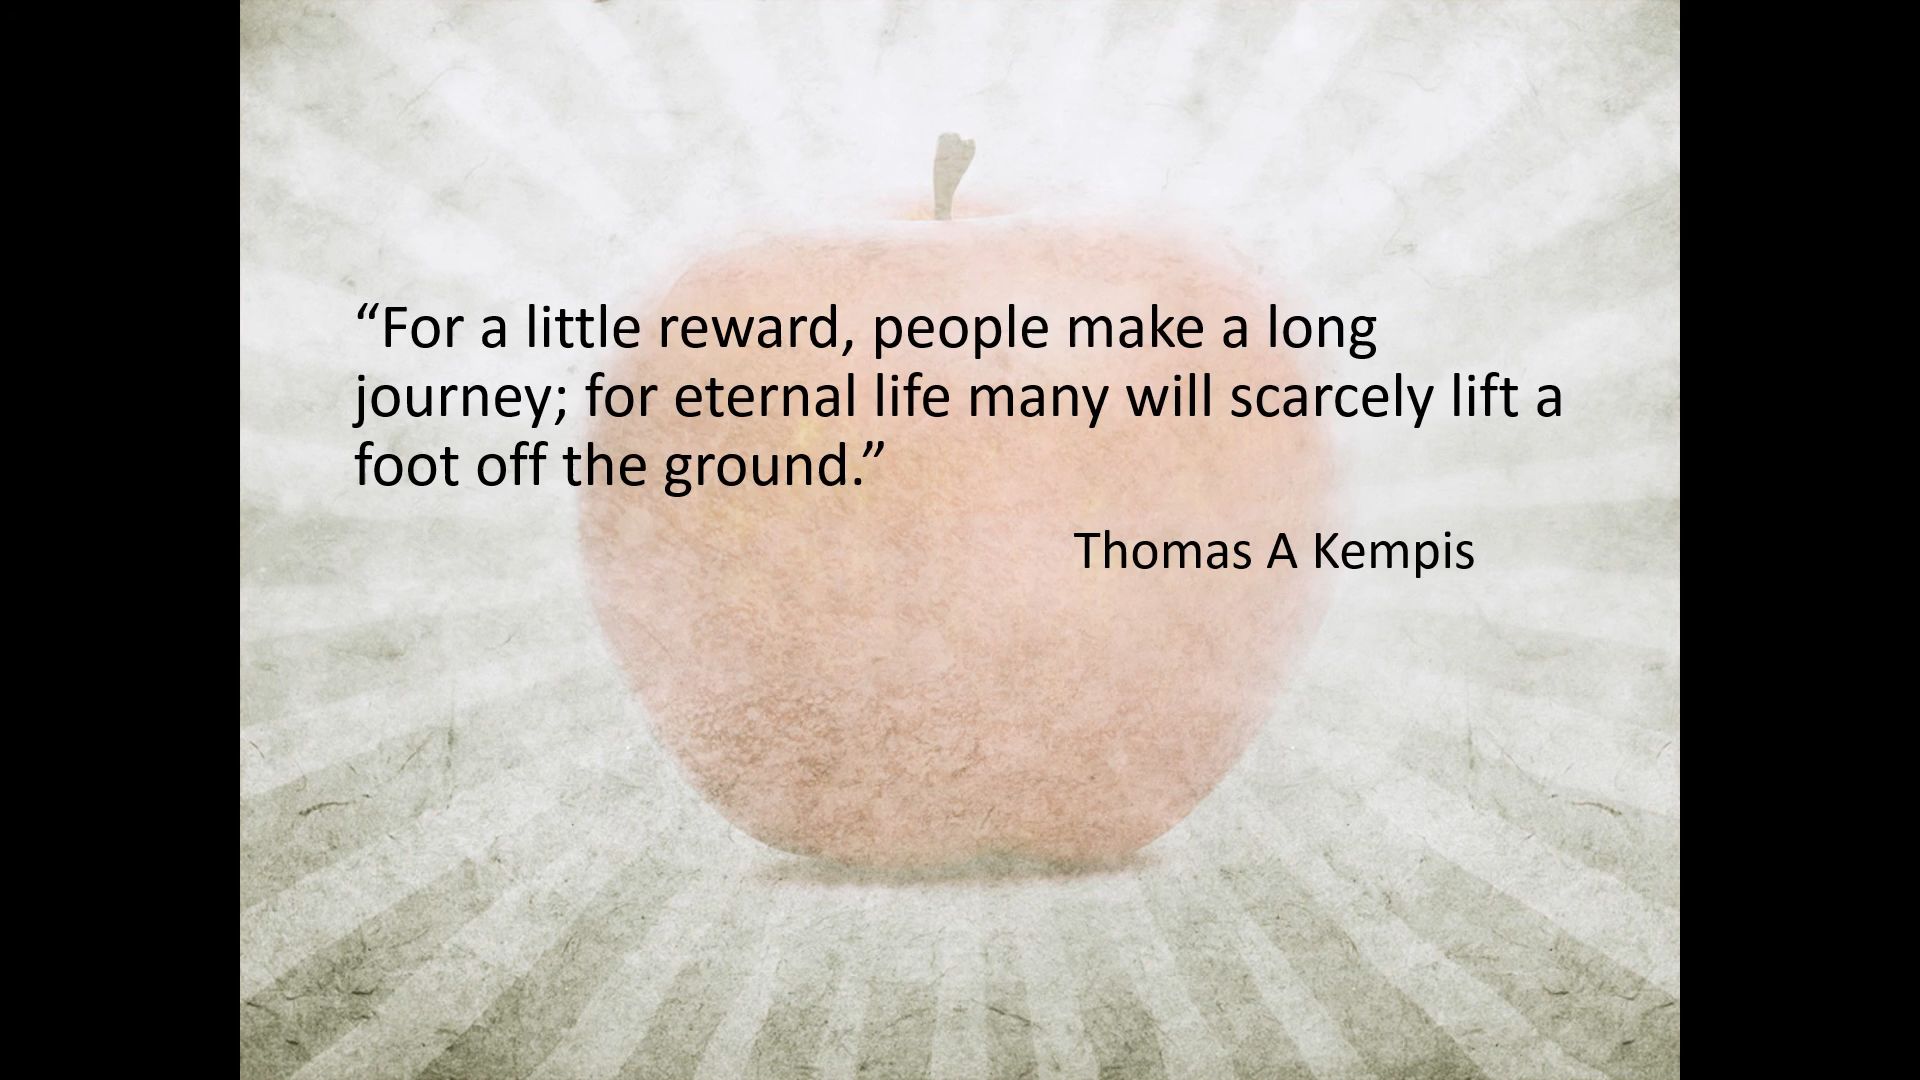 “For a little reward, people make a long
journey; for eternal life many will scarcely lift a
foot off the ground.”
Thomas A Kempis